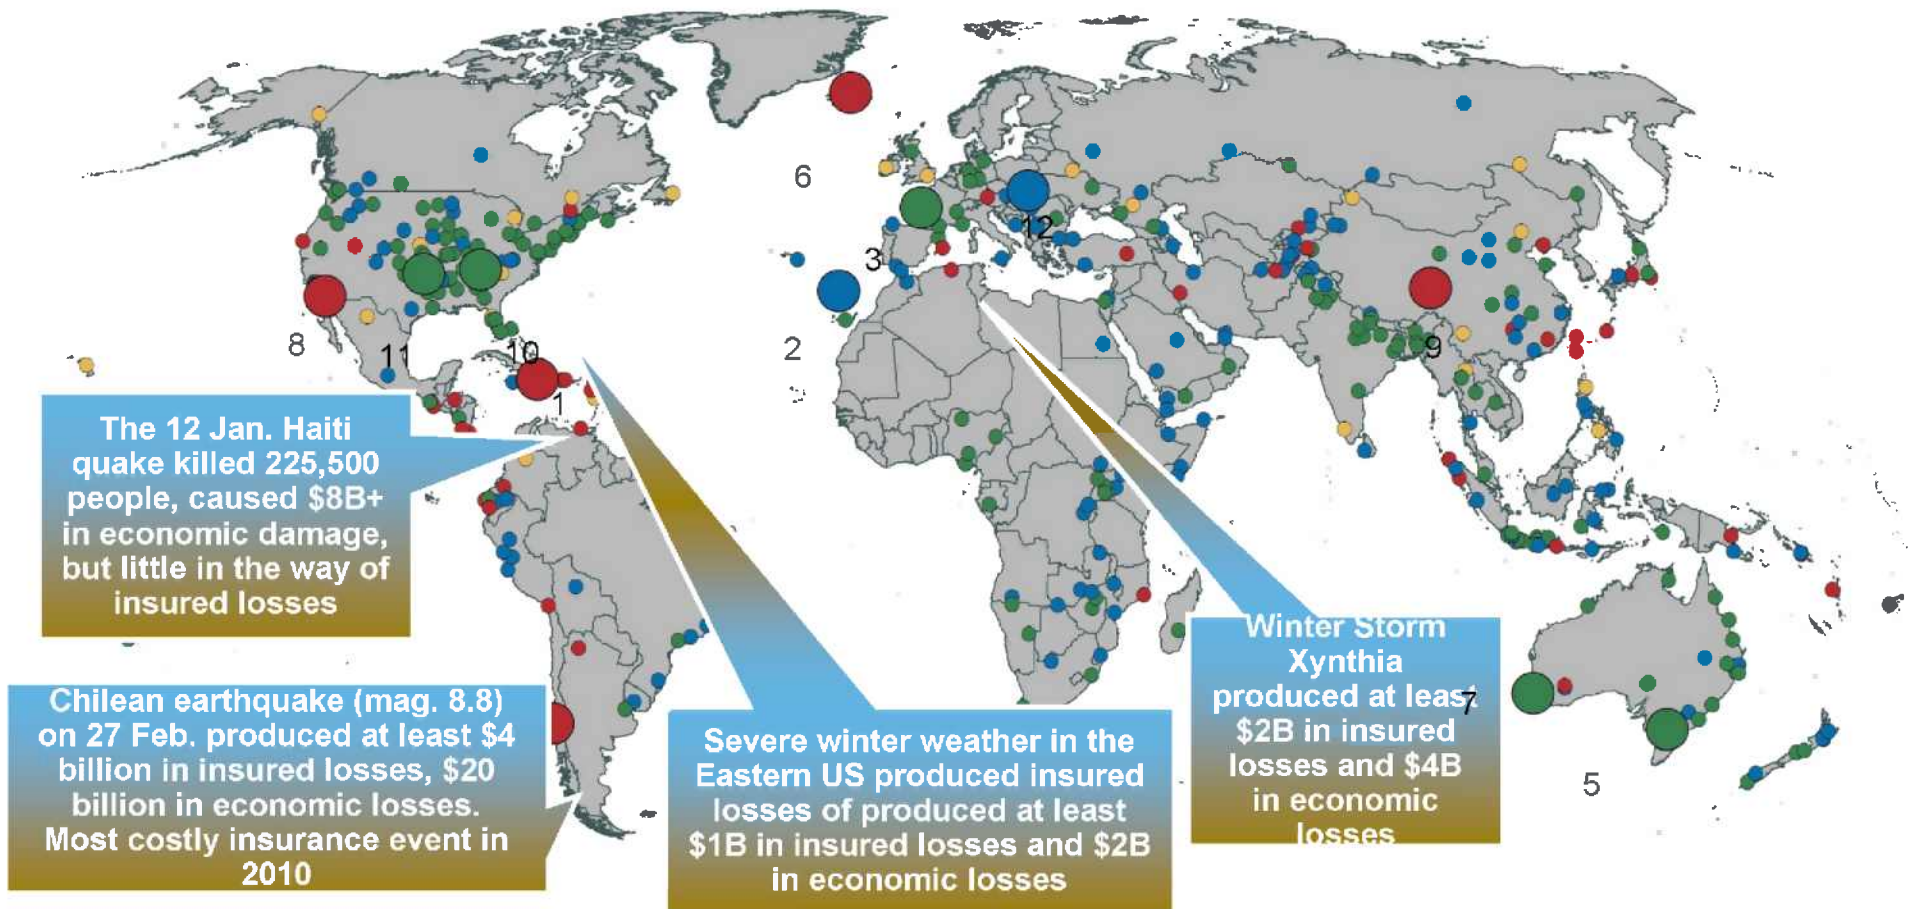 6
12
3
8
11
10
2
9
1
The 12 Jan. Haiti
quake killed 225,500
people, caused $8B+
in economic damage,
but little in the way of
insured losses
Chilean earthquake (mag. 8.8)
on 27 Feb. produced at least $4
billion in insured losses, $20
billion in economic losses.
Most costly insurance event in
2010
Severe winter weather in the
Eastern US produced insured
losses of produced at least
$1B in insured losses and $2B
in economic losses
Winter Storm
Xynthia
produced at least
$2B in insured
losses and $4B
in economic
losses
7
5